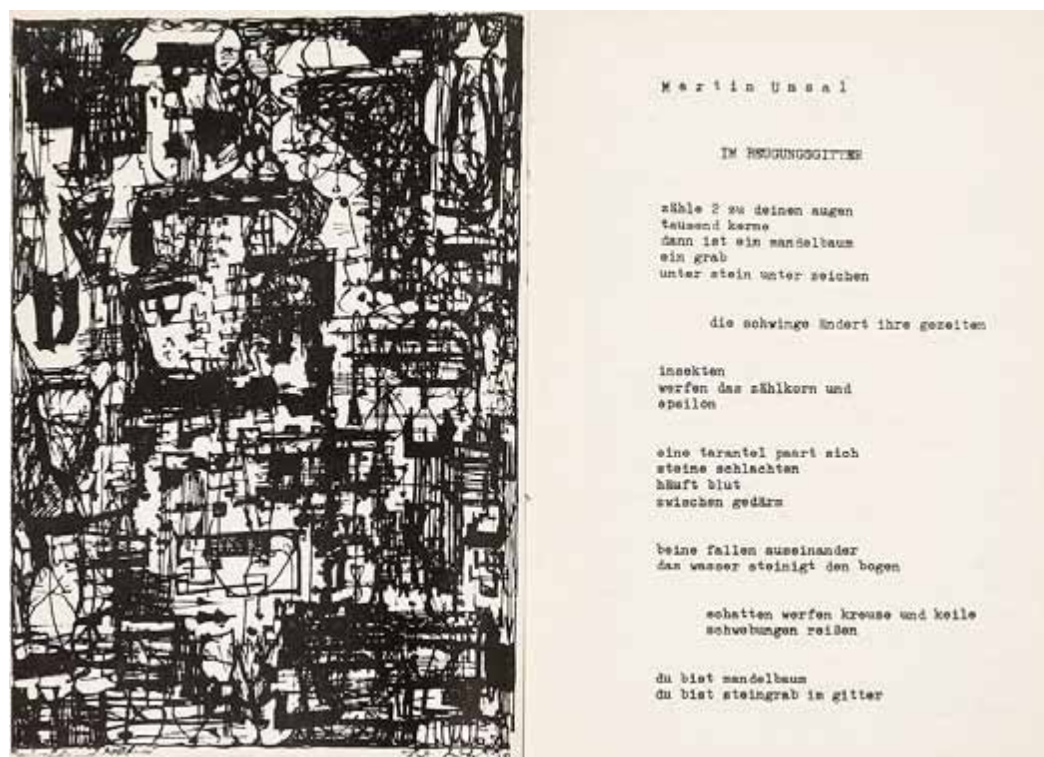 Martin Unsal
IM BEUGUNGSGITTER
zähle 2 zu deinen augen
tausend kerne
dann ist ein mandelbaum
ein grab
unter stein unter zeichen
die schwinge ändert ihre gezeiten
insekten
werfen das zählkorn und
epsilon
eine tarantel paart sich
steine schlachten
häuft blut
zwischen gedärm
beine fallen auseinander
das wasser steinigt den bogen
schatten werfen kreuse und keile
schwebungen reißen
du bist mandelbaum
du bist steingrab im gitter